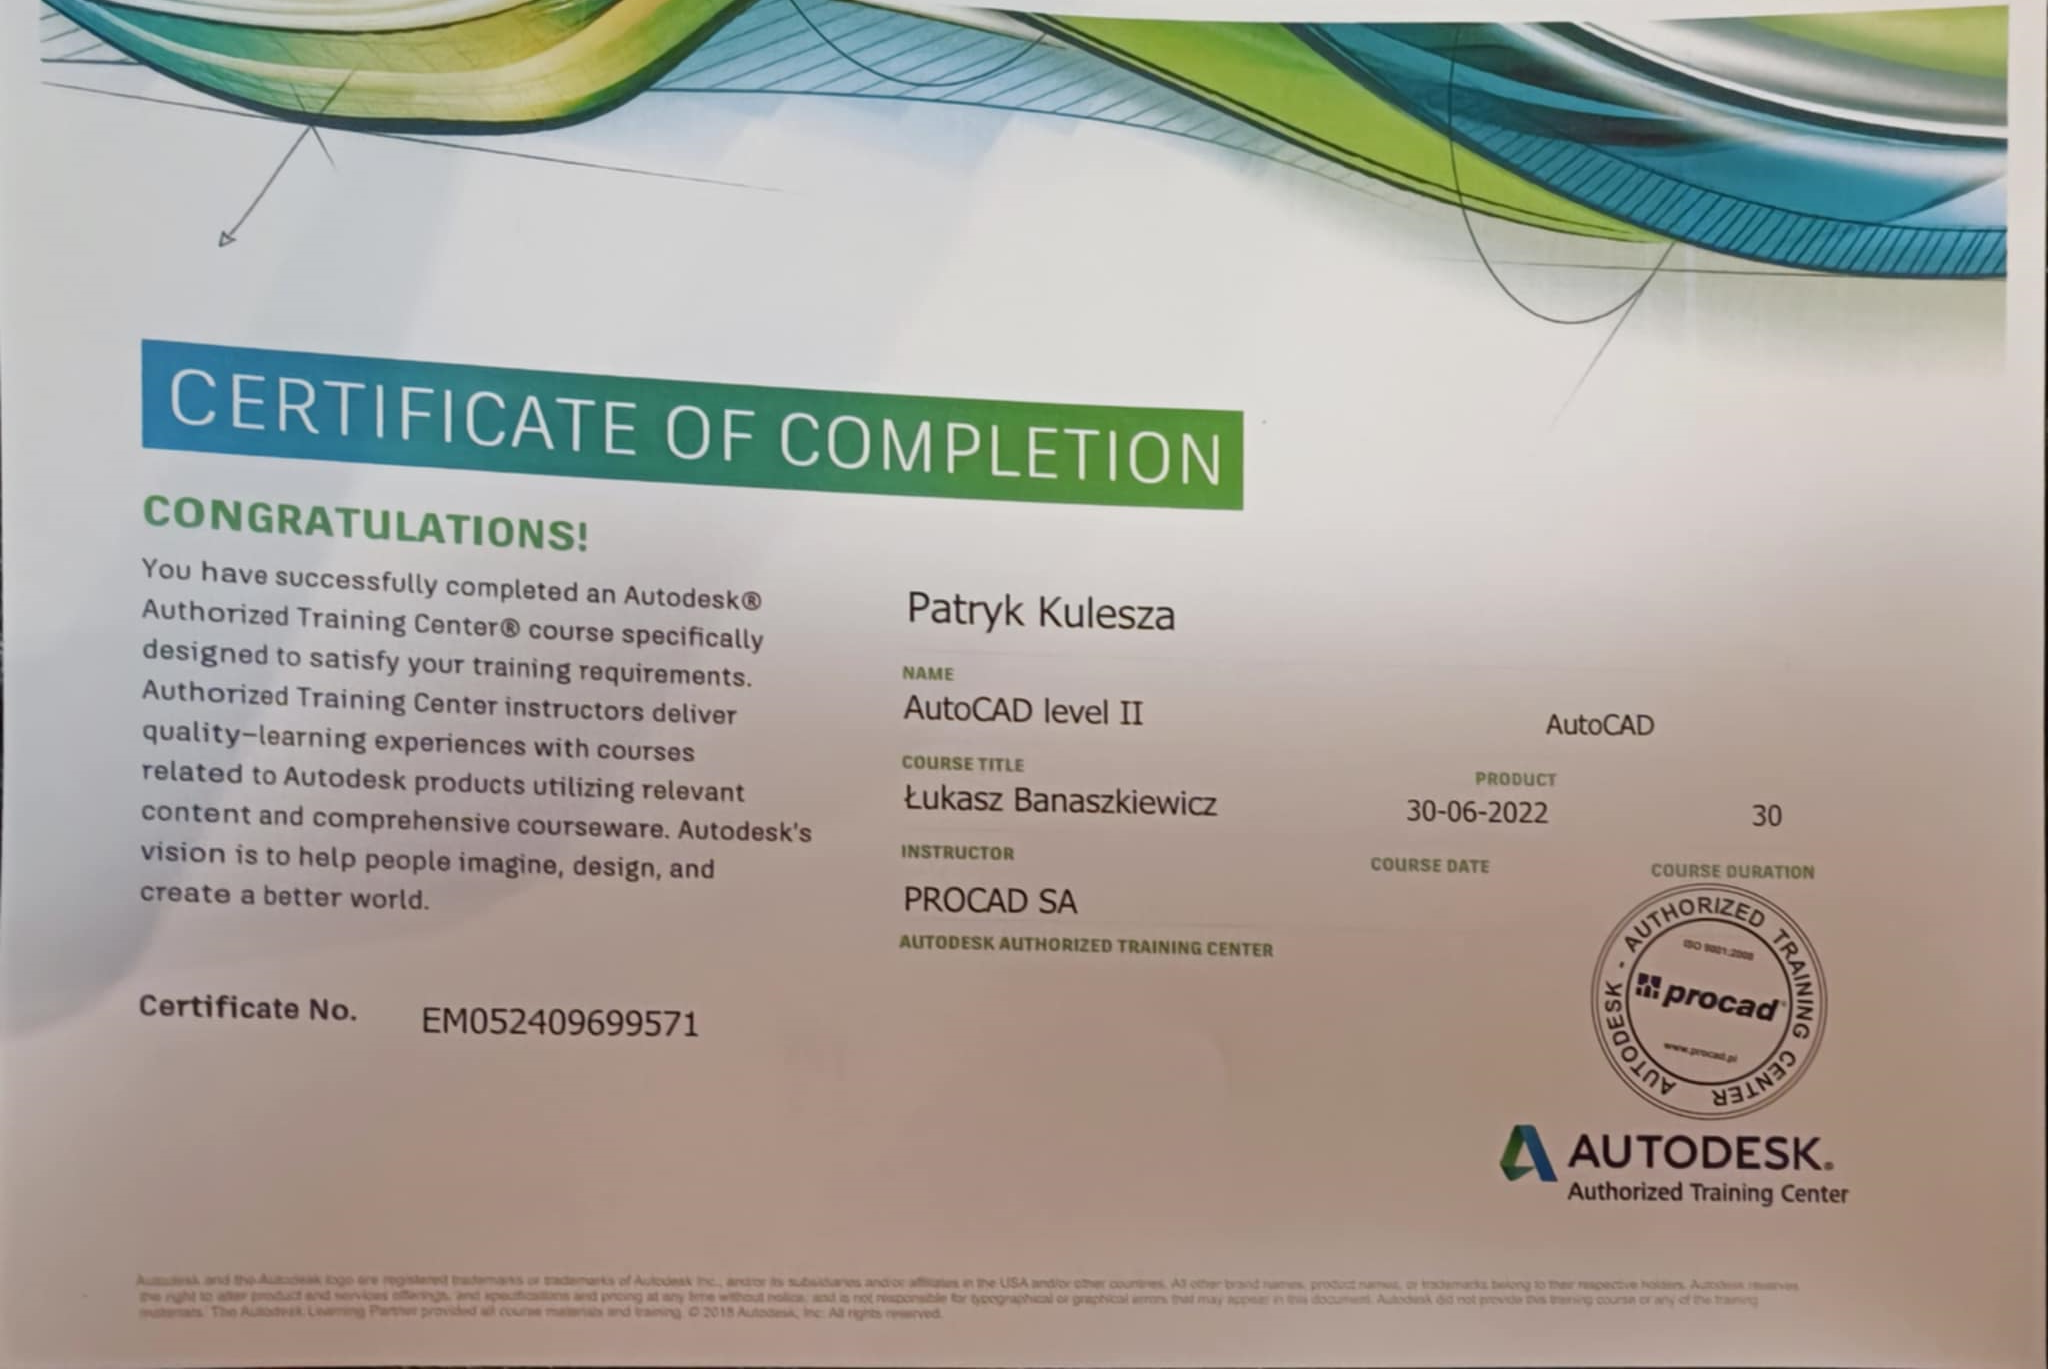 CERTIFICATE OF COMPLETION
CONGRATULATIONS!
You have successfully completed an Autodesk®
Authorized Training Center® course specifically
designed to satisfy your training requirements.
Authorized Training Center instructors deliver
quality-learning experiences with courses
related to Autodesk products utilizing relevant
content and comprehensive courseware. Autodesk's
vision is to help people imagine, design, and
create a better world.
Certificate No. EM052409699571
Patryk Kulesza
NAME
AutoCAD level II
AutoCAD
COURSE TITLE
PRODUCT
Łukasz Banaszkiewicz
30-06-2022
30
INSTRUCTOR
COURSE DATE
COURSE DURATION
PROCAD SA
AUTODESK AUTHORIZED TRAINING CENTER
AUTODESK - AUTHORIZED TRAINING CENTER
ISO 9001:2008
procad
www.procad.pl
AUTODESK®
Authorized Training Center
Autodesk and the Autodesk logo are registered trademarks or trademarks of Autodesk Inc., and/or its subsidiaries and/or affiliates in the USA and/or other countries. All other brand names, product names, or trademarks belong to their respective holders. Autodesk reserves
the right to alter product and services offerings, and specifications and pricing at any time without notice, and is not responsible for typographical or graphical errors that may appear in this document. Autodesk did not provide this training course or any of the training
materials. The Autodesk Learning Partner provided all course materials and training. © 2015 Autodesk, Inc. All rights reserved.